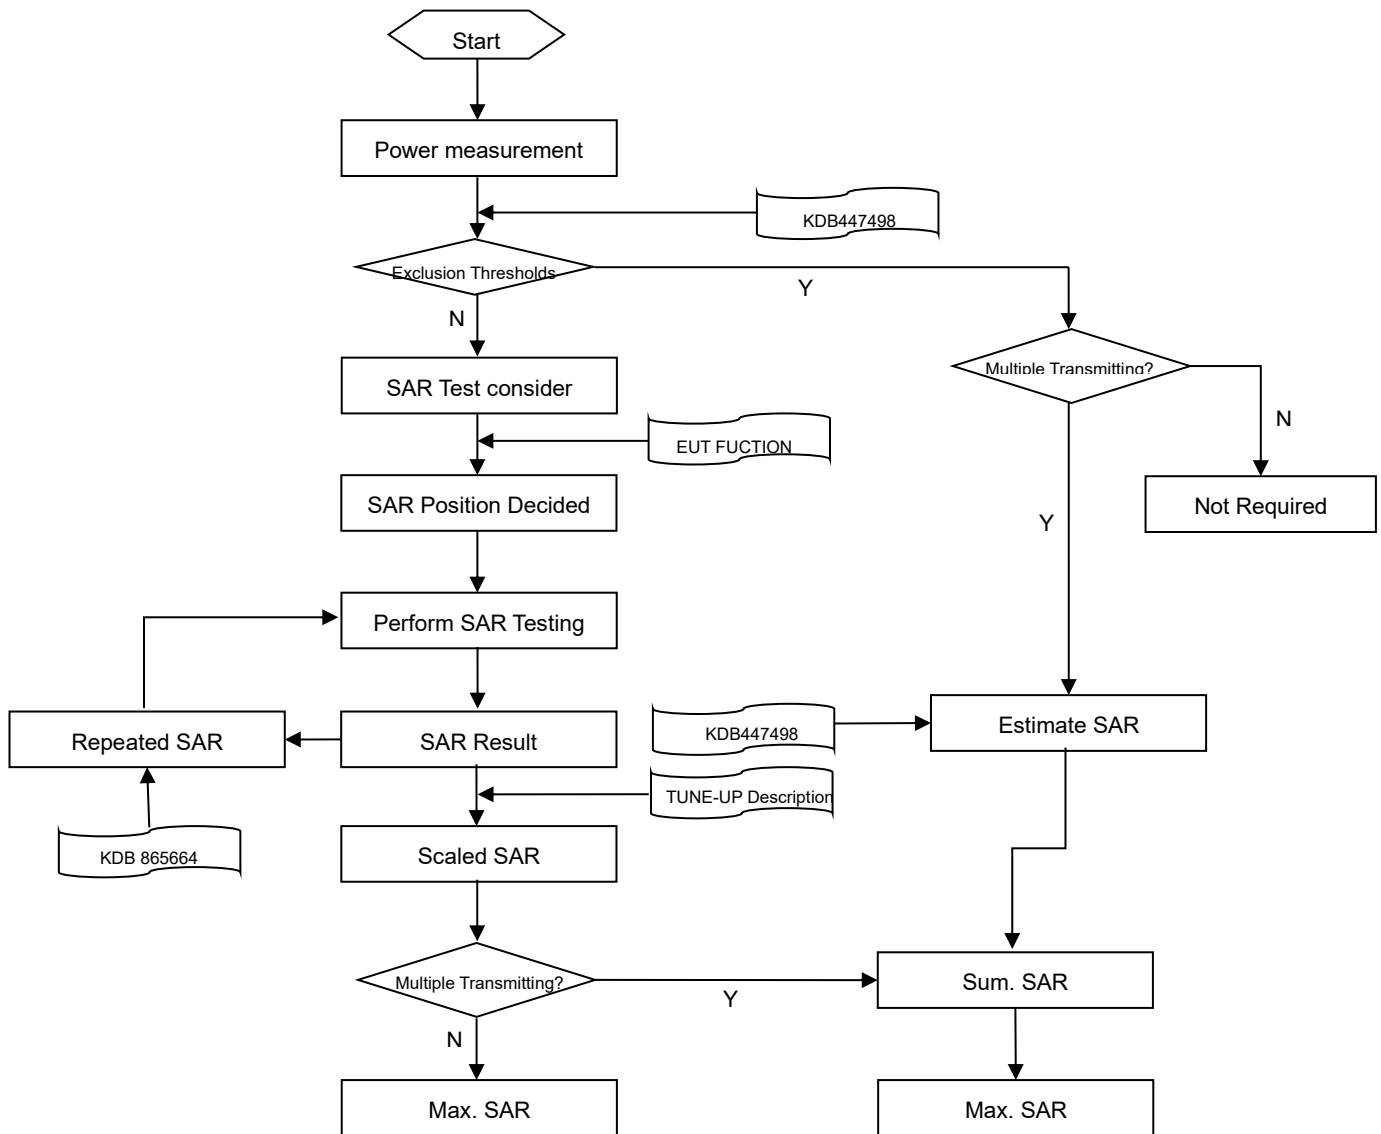 Start
Power measurement
KDB447498
Exclusion Thresholds
Y
N
Multiple Transmitting?
SAR Test consider
N
EUT FUCTION
SAR Position Decided
Not Required
Y
Perform SAR Testing
Repeated SAR
SAR Result
KDB447498
Estimate SAR
TUNE-UP Description
KDB 865664
Scaled SAR
Multiple Transmitting?
Y
Sum. SAR
N
Max. SAR
Max. SAR